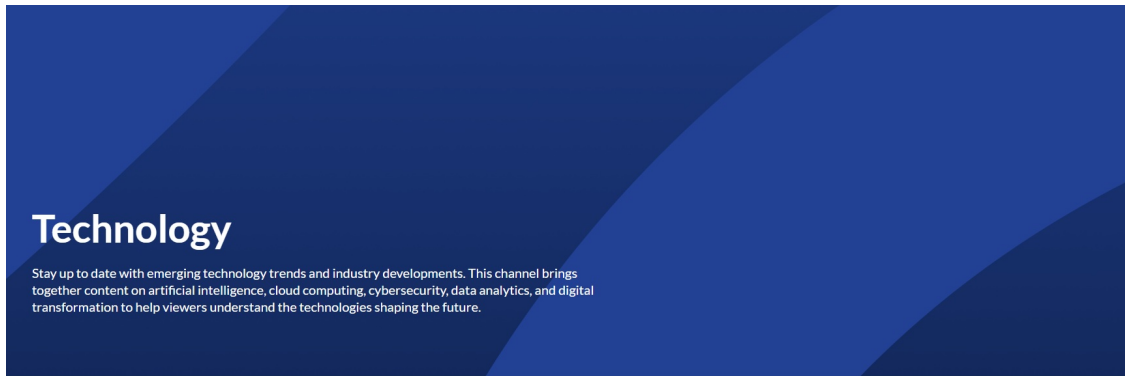 Technology
Stay up to date with emerging technology trends and industry developments. This channel brings
together content on artificial intelligence, cloud computing, cybersecurity, data analytics, and digital
transformation to help viewers understand the technologies shaping the future.